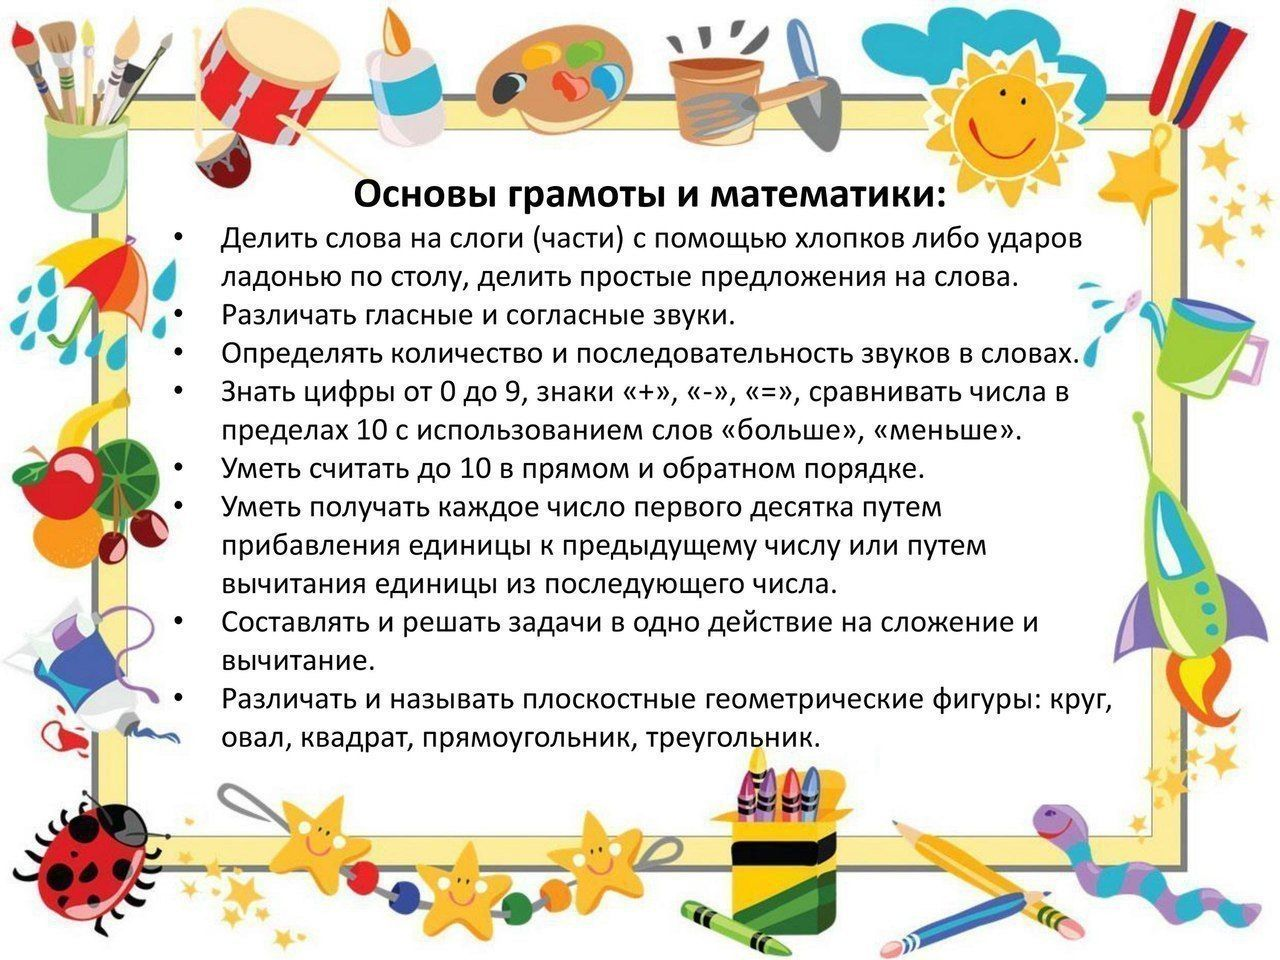 Основы грамоты и математики:
• Делить слова на слоги (части) с помощью хлопков либо ударов
ладонью по столу, делить простые предложения на слова.
• Различать гласные и согласные звуки.
• Определять количество и последовательность звуков в словах.
• Знать цифры от 0 до 9, знаки «+», «-», «=», сравнивать числа в
пределах 10 с использованием слов «больше», «меньше».
• Уметь считать до 10 в прямом и обратном порядке.
• Уметь получать каждое число первого десятка путем
прибавления единицы к предыдущему числу или путем
вычитания единицы из последующего числа.
• Составлять и решать задачи в одно действие на сложение и
вычитание.
• Различать и называть плоскостные геометрические фигуры: круг,
овал, квадрат, прямоугольник, треугольник.